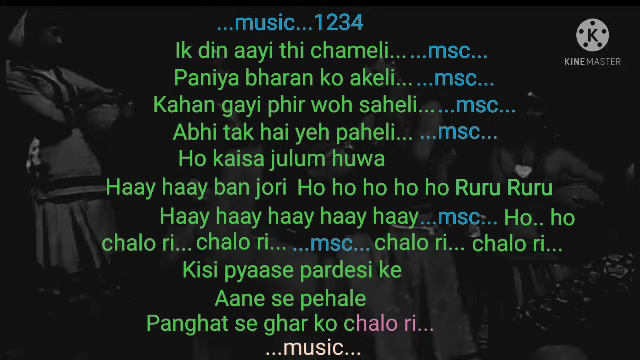 ...music...1234
Ik din aayi thi chameli......msc...
Paniya bharan ko akeli......msc...
Kahan gayi phir woh saheli......msc...
Abhi tak hai yeh paheli... ...msc...
Ho kaisa julum huwa
Haay haay ban jori Ho ho ho ho ho Ruru Ruru
Haay haay haay haay haay...msc... Ho.. ho
chalo ri... chalo ri... ...msc... chalo ri... chalo ri...
Kisi pyaase pardesi ke
Aane se pehale
Panghat se ghar ko chalo ri...
...music...
K
KINEMASTER